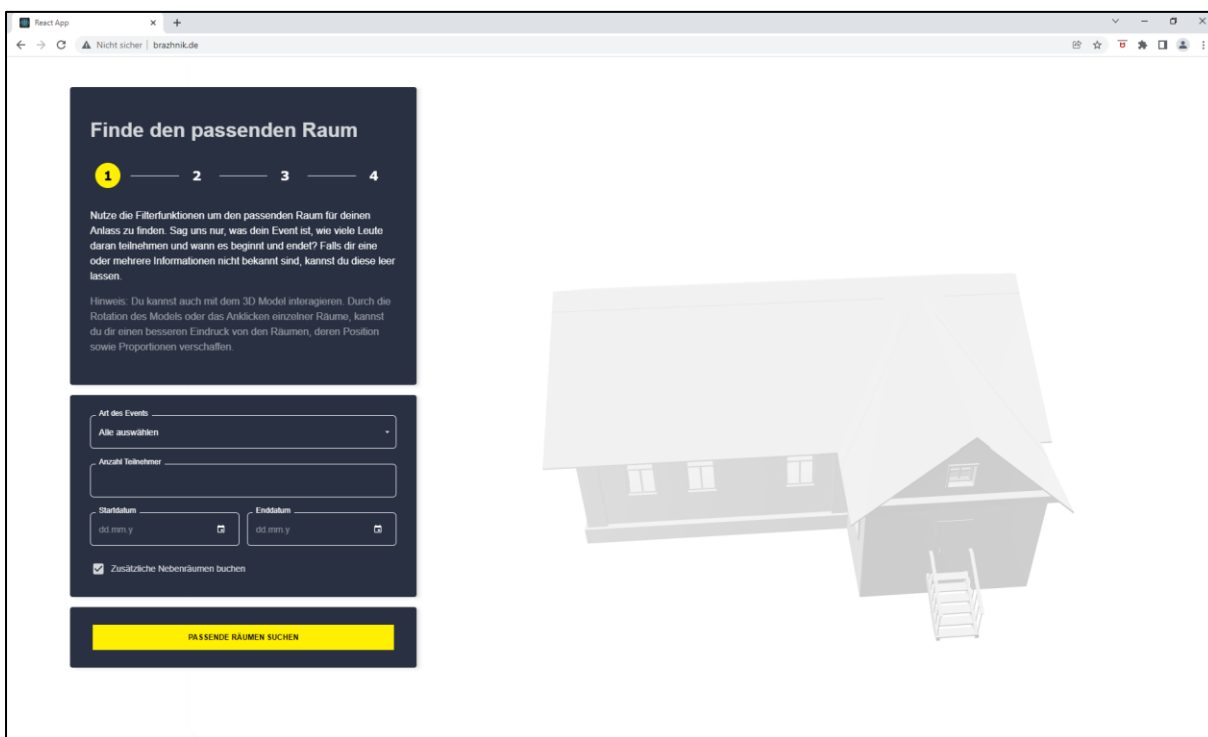 React App
Nicht sicher | brazhnik.de
Finde den passenden Raum
1 2 3 4
Nutze die Filterfunktionen um den passenden Raum für deinen
Anlass zu finden. Sag uns nur, was dein Event ist, wie viele Leute
daran teilnehmen und wann es beginnt und endet? Falls dir eine
oder mehrere Informationen nicht bekannt sind, kannst du diese leer
lassen.
Hinweis: Du kannst auch mit dem 3D Model interagieren. Durch die
Rotation des Models oder das Anklicken einzelner Räume, kannst
du dir einen besseren Eindruck von den Räumen, deren Position
sowie Proportionen verschaffen.
Art des Events
Alle auswählen
Anzahl Teilnehmer
Startdatum Enddatum
dd.mm.y dd.mm.y
Zusätzliche Nebenräumen buchen
PASSENDE RÄUMEN SUCHEN